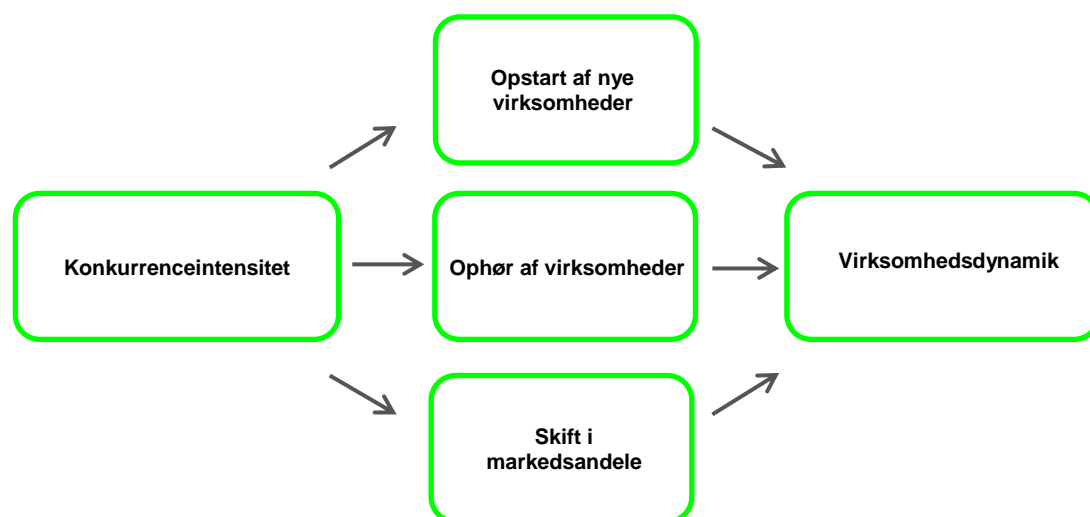 Opstart af nye
virksomheder
Konkurrenceintensitet
Ophør af virksomheder
Virksomhedsdynamik
Skift i
markedsandele